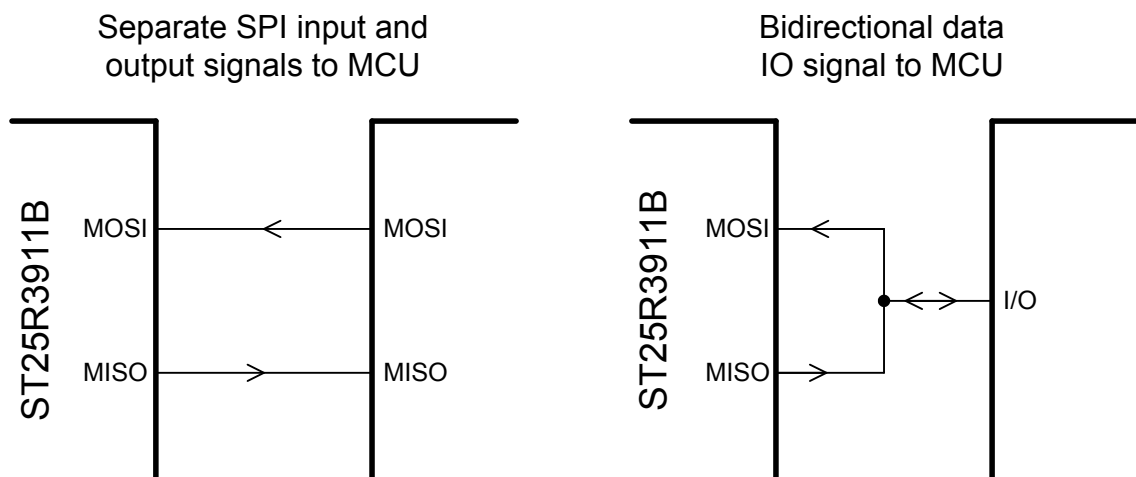 Separate SPI input and
output signals to MCU
ST25R3911B
MOSI
MOSI
MISO
MISO
Bidirectional data
IO signal to MCU
ST25R3911B
MOSI
I/O
MISO